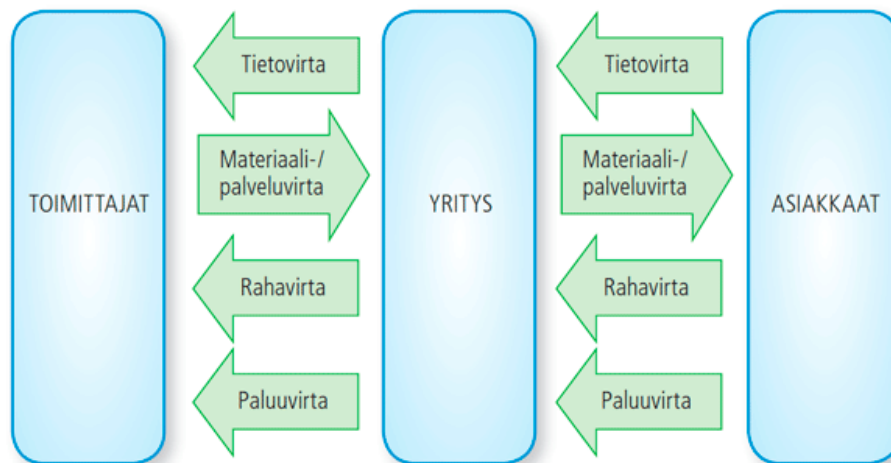 Tietovirta
Tietovirta
Materiaali-/
palveluvirta
Materiaali-/
palveluvirta
TOIMITTAJAT
YRITYS
ASIAKKAAT
Rahavirta
Rahavirta
Paluuvirta
Paluuvirta